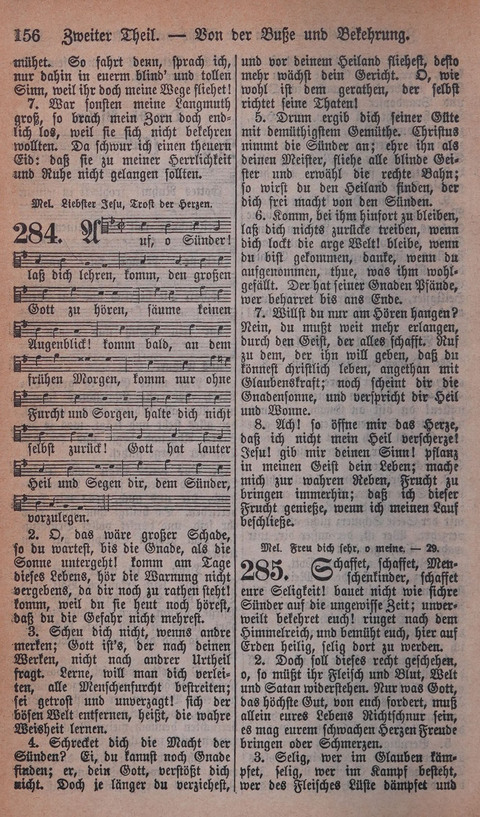 156 Zweiter Theil. — Von der Buße und Bekehrung.
mühet. So fahrt denn, sprach ich,
nur dahin in euerm blind' und tollen
Sinn, weil ihr doch meine Wege fliehet!
7. War sonsten meine Langmuth
groß, so brach mein Zorn doch end-
lich los, weil sie sich nicht bekehren
wollten. Da schwur ich einen theuern
Eid: daß sie zu meiner Herrlichkeit
und Ruhe nicht gelangen sollten.
Mel. Liebster Jesu, Trost der Herzen.
284. Auf, o Sünder!
laß dich lehren, komm, den großen
Gott zu hören, säume keinen
Augenblick! komm bald, an dem
frühen Morgen, komm nur ohne
Furcht und Sorgen, halte dich nicht
selbst zurück! Gott hat lauter
Heil und Segen dir, dem Sünder,
vorzulegen.
2. O, das wäre großer Schade,
so du wartest, bis die Gnade, als die
Sonne untergeht! komm am Tage
dieses Lebens, hör die Warnung nicht
vergebens, da dir noch zu rathen steht!
komm, weil du sie heut noch hörest,
daß du die Gefahr nicht mehrest.
3. Scheu dich nicht, wenns andre
merken; Gott ist's, der nach deinen
Werken, nicht nach andrer Urtheil
fragt. Lerne, will man dich verlei-
ten, alle Menschenfurcht bestreiten;
sei getrost und unverzagt! sich der
bösen Welt entfernen, heißt, die wahre
Weisheit lernen.
4. Schrecket dich die Macht der
Sünden? Ei, du kannst noch Gnade
finden; er, dein Gott, verstößt dich
nicht. Doch je länger du verziehest,
und vor deinem Heiland fliehest, desto
mehr wächst dein Gericht. O, wie
wohl ist dem gerathen, der selbst
richtet seine Thaten!
5. Drum ergib dich seiner Güte
mit demüthigstem Gemüthe. Christus
nimmt die Sünder an; ehre ihn als
deinen Meister, fliehe alle blinde Gei-
ster und erwähl die rechte Bahn;
so wirst du den Heiland finden, der
dich frei macht von den Sünden.
6. Komm, bei ihm hinfort zu bleiben,
laß dich nichts zurücke treiben, wenn
dich lockt die arge Welt! bleibe, wenn
du bist gekommen, danke, wenn du
aufgenommen, thue, was ihm wohl-
gefällt. Der hat seiner Gnaden Pfände,
wer beharret bis ans Ende.
7. Willst du nur am Hören hangen?
Nein, du mußt weit mehr erlangen,
durch den Geist, der alles schafft. Ruf
zu dem, der ihn will geben, daß du
könnest christlich leben, angethan mit
Glaubenskraft; noch scheint dir die
Gnadensonne, und verspricht dir Heil
und Wonne.
8. Ach! so öffne mir das Herze,
daß ich nicht mein Heil verscherze!
Jesu! gib mir deinen Sinn! pflanz
in meinen Geist dein Leben; mache
mich zur wahren Reben, Frucht zu
bringen immerhin; daß ich dieser
Frucht genieße, wenn ich meinen Lauf
beschließe.
Mel. Freu dich sehr, o meine. — 29.
285. Schaffet, schaffet, Men-
schenkinder, schaffet
eure Seligkeit! bauet nicht wie sichre
Sünder auf die ungewisse Zeit; unver-
weilt bekehret euch! ringet nach dem
Himmelreich, und bemüht euch, hier auf
Erden heilig, selig dort zu werden.
2. Doch soll dieses recht geschehen,
o, so müßt ihr Fleisch und Blut, Welt
und Satan widerstehen. Nur was Gott,
das höchste Gut, von euch fordert, muß
allein eures Lebens Richtschnur sein,
es mag eurem schwachen Herzen Freude
bringen oder Schmerzen.
3. Selig, wer im Glauben käm-
pfet, selig, wer im Kampf besteht,
wer des Fleisches Lüste dämpfet und